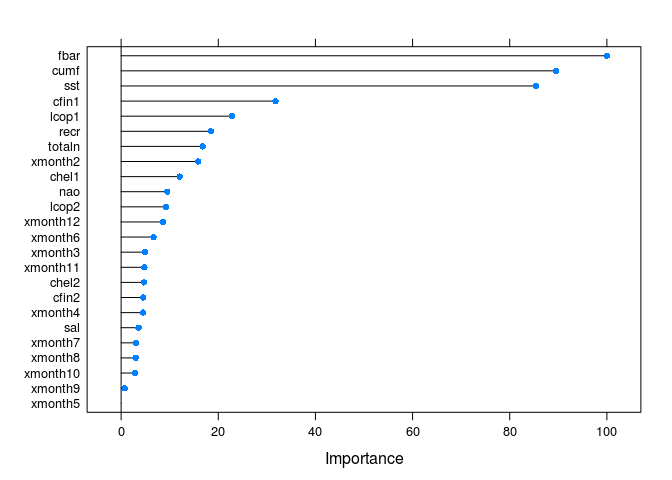 fbar
cumf
sst
cfin1
lcop1
recr
totaln
xmonth2
chel1
nao
lcop2
xmonth12
xmonth6
xmonth3
xmonth11
chel2
cfin2
xmonth4
sal
xmonth7
xmonth8
xmonth10
xmonth9
xmonth5
0 20 40 60 80 100
Importance